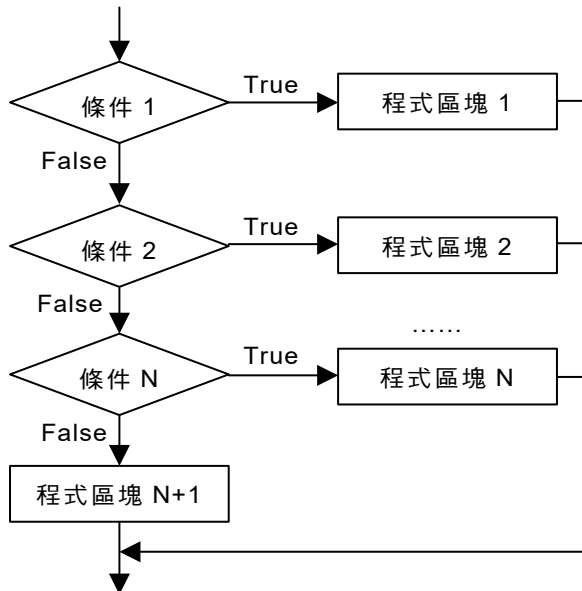 條件 1
True
程式區塊 1
False
條件 2
True
程式區塊 2
False
……
條件 N
True
程式區塊 N
False
程式區塊 N+1